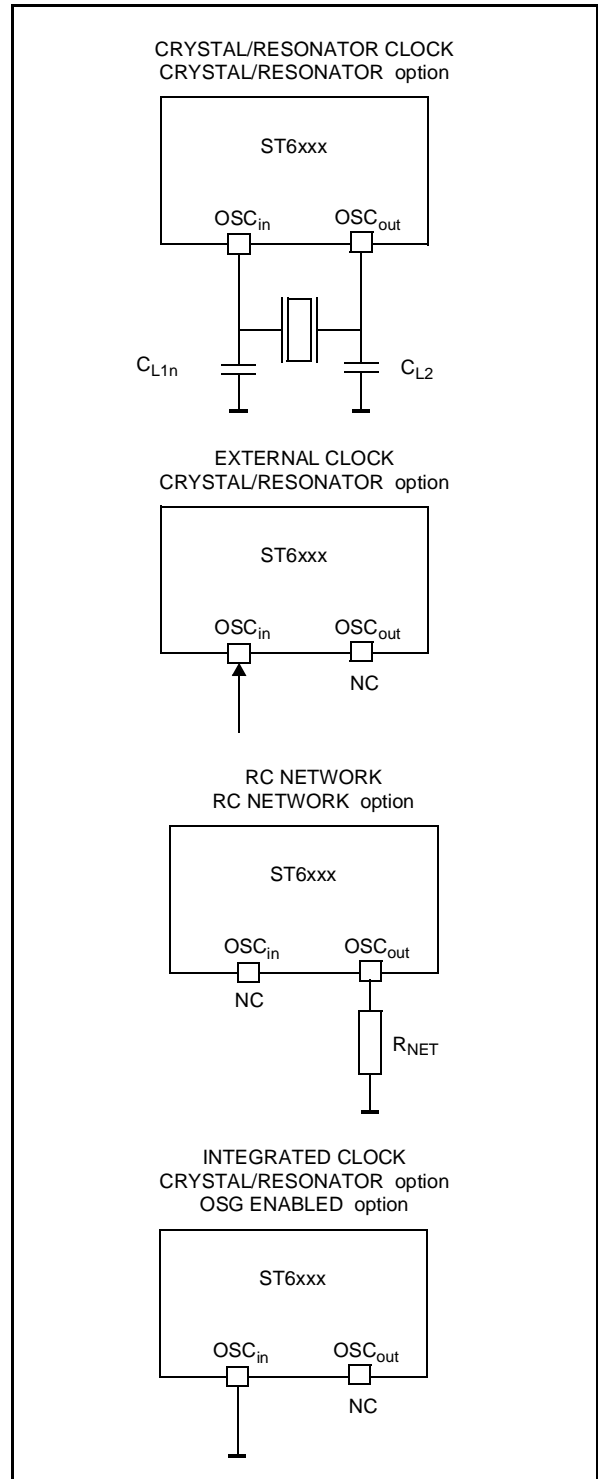 CRYSTAL/RESONATOR CLOCK
CRYSTAL/RESONATOR option
ST6xxx
OSCin OSCout
CL1n CL2
EXTERNAL CLOCK
CRYSTAL/RESONATOR option
ST6xxx
OSCin OSCout
NC
RC NETWORK
RC NETWORK option
ST6xxx
OSCin OSCout
NC
RNET
INTEGRATED CLOCK
CRYSTAL/RESONATOR option
OSG ENABLED option
ST6xxx
OSCin OSCout
NC